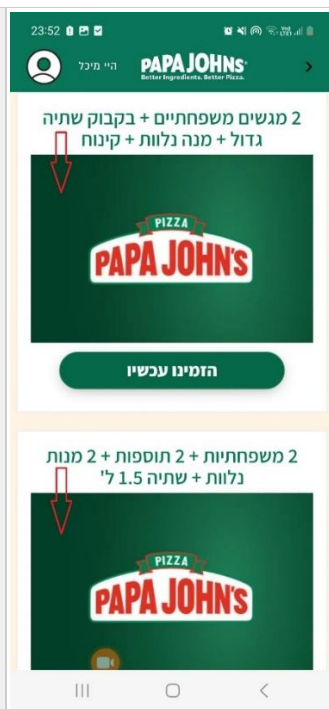 23:52
היי מיכל
PAPA JOHNS
Better Ingredients. Better Pizza.
2 מגשים משפחתיים + בקבוק שתיה
גדול + מנה נלוות + קינוח
PIZZA
PAPA JOHN'S
הזמינו עכשיו
2 משפחתיות + 2 תוספות + 2 מנות
נלוות + שתיה 1.5 ל'
PIZZA
PAPA JOHN'S